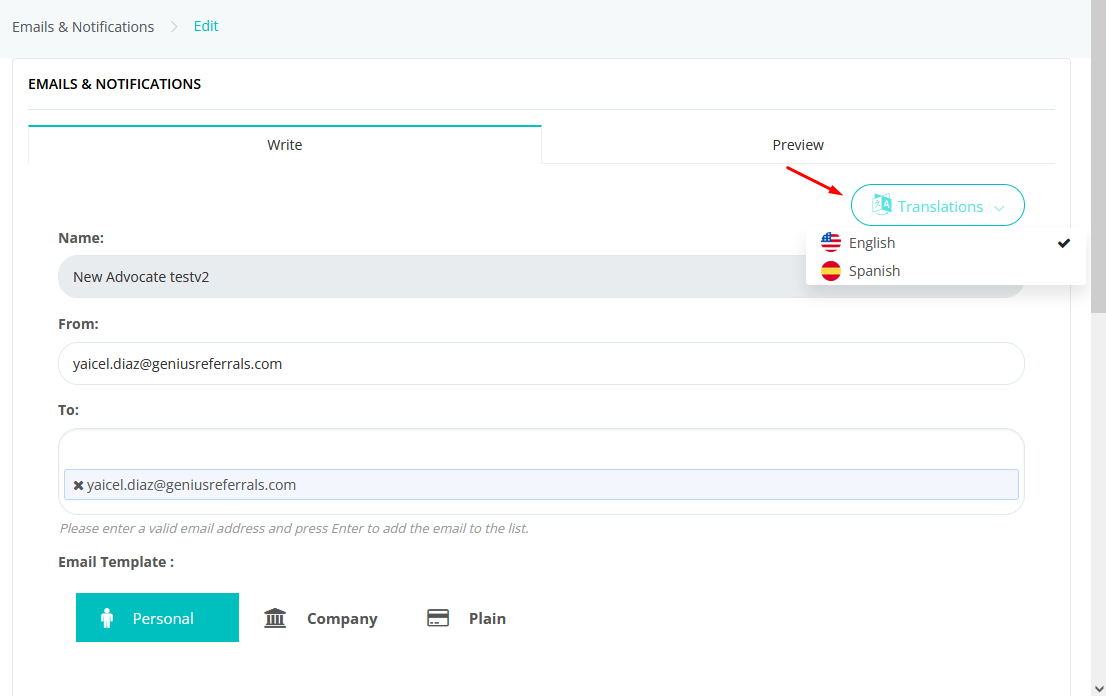 Emails & Notifications > Edit
EMAILS & NOTIFICATIONS
Write Preview
Translations
English
Spanish
Name:
New Advocate testv2
From:
yaicel.diaz@geniusreferrals.com
To:
✖ yaicel.diaz@geniusreferrals.com
Please enter a valid email address and press Enter to add the email to the list.
Email Template :
Personal Company Plain